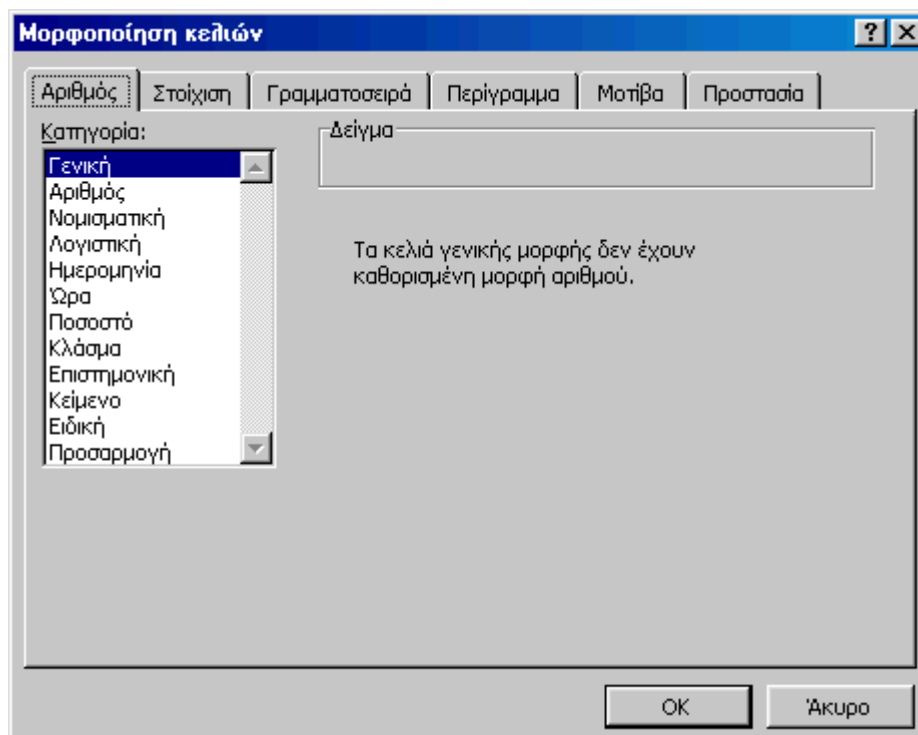 Μορφοποίηση κελιών
Αριθμός Στοίχιση Γραμματοσειρά Περίγραμμα Μοτίβα Προστασία
Κατηγορία:
Γενική
Αριθμός
Νομισματική
Λογιστική
Ημερομηνία
Ώρα
Ποσοστό
Κλάσμα
Επιστημονική
Κείμενο
Ειδική
Προσαρμογή
Δείγμα
Τα κελιά γενικής μορφής δεν έχουν
καθορισμένη μορφή αριθμού.
OK Άκυρο